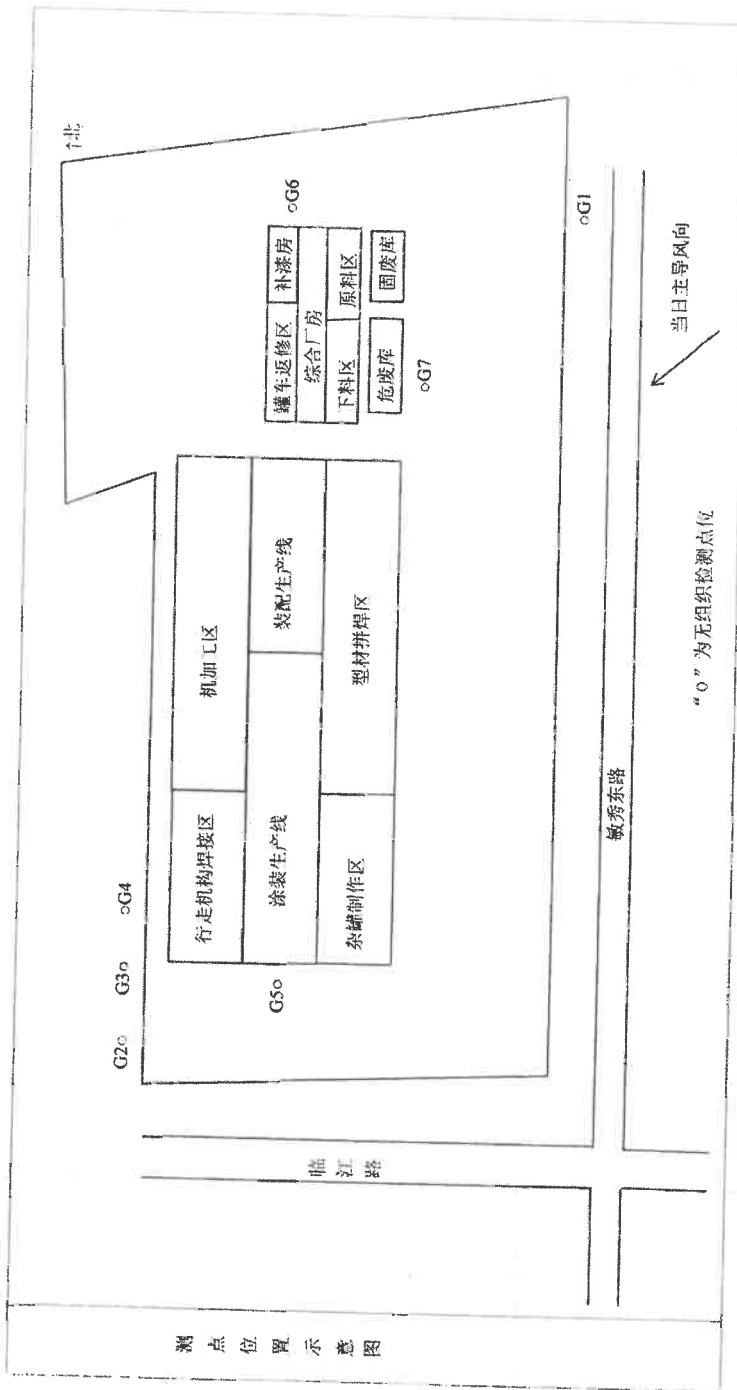 测点位置示意图
↑北
G2○
G3○
○G4
行走机构焊接区
机加工区
G5○
涂装生产线
装配生产线
杂罐制作区
型材拼焊区
罐车返修区
补漆房
○G6
综合厂房
下料区
原料区
危废库
固废库
○G7
○G1
临江路
敏秀东路
当日主导风向
“○”为无组织检测点位